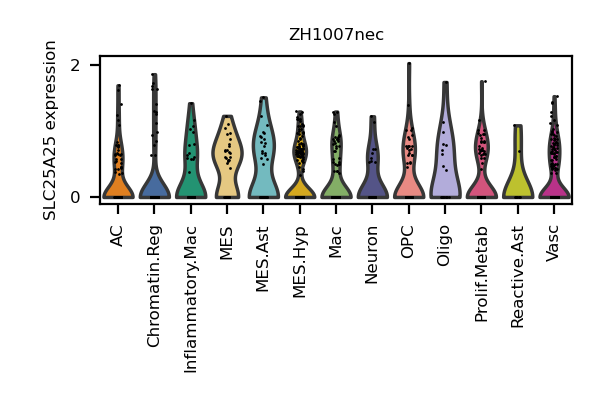 ZH1007nec
SLC25A25 expression
2
0
AC
Chromatin.Reg
Inflammatory.Mac
MES
MES.Ast
MES.Hyp
Mac
Neuron
OPC
Oligo
Prolif.Metab
Reactive.Ast
Vasc